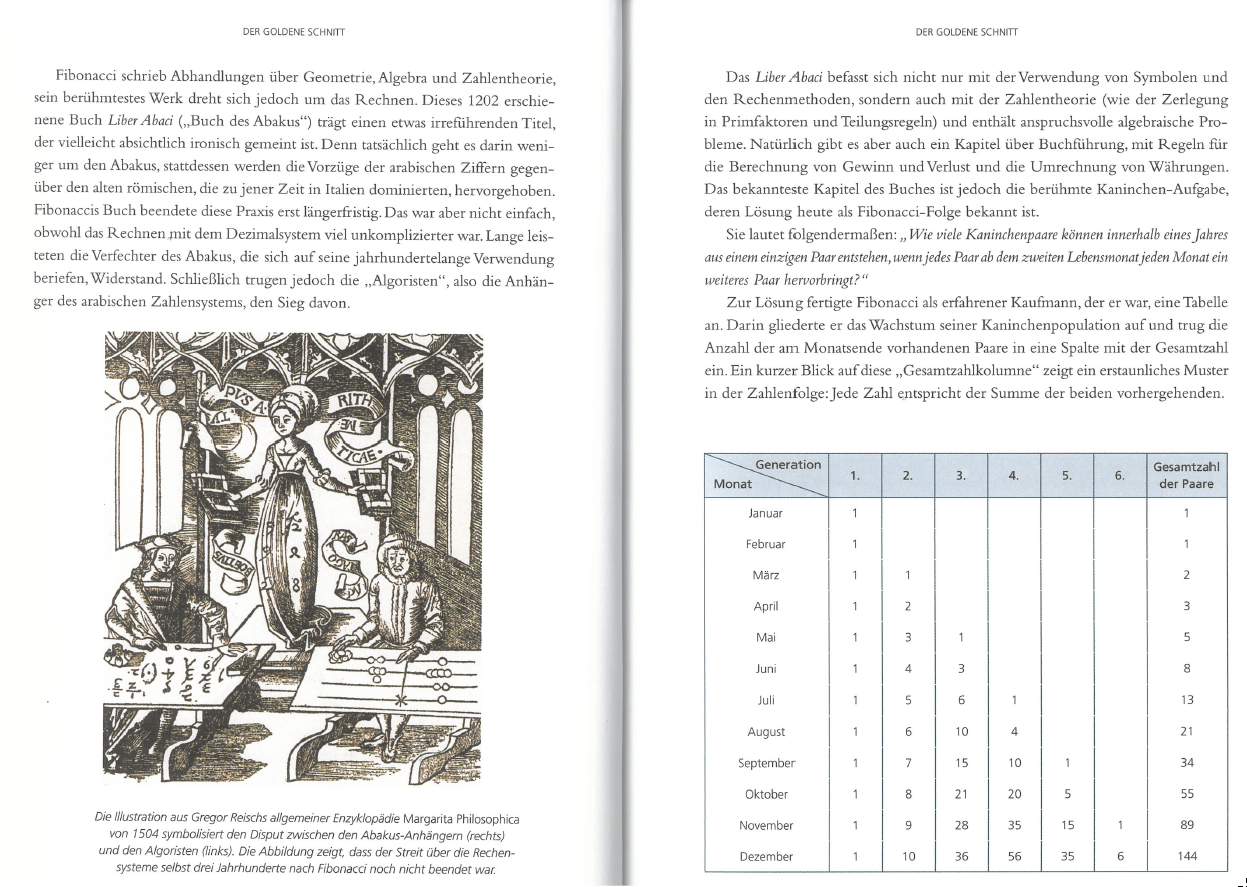 DER GOLDENE SCHNITT
Fibonacci schrieb Abhandlungen über Geometrie, Algebra und Zahlentheorie,
sein berühmtestes Werk dreht sich jedoch um das Rechnen. Dieses 1202 erschie-
nene Buch Liber Abaci („Buch des Abakus“) trägt einen etwas irreführenden Titel,
der vielleicht absichtlich ironisch gemeint ist. Denn tatsächlich geht es darin weni-
ger um den Abakus, stattdessen werden die Vorzüge der arabischen Ziffern gegen-
über den alten römischen, die zu jener Zeit in Italien dominierten, hervorgehoben.
Fibonaccis Buch beendete diese Praxis erst längerfristig. Das war aber nicht einfach,
obwohl das Rechnen mit dem Dezimalsystem viel unkomplizierter war. Lange leis-
teten die Verfechter des Abakus, die sich auf seine jahrhundertelange Verwendung
beriefen, Widerstand. Schließlich trugen jedoch die „Algoristen“, also die Anhän-
ger des arabischen Zahlensystems, den Sieg davon.
TY PVS A RITH
ME
TICAE
Die Illustration aus Gregor Reischs allgemeiner Enzyklopädie Margarita Philosophica
von 1504 symbolisiert den Disput zwischen den Abakus-Anhängern (rechts)
und den Algoristen (links). Die Abbildung zeigt, dass der Streit über die Rechen-
systeme selbst drei Jahrhunderte nach Fibonacci noch nicht beendet war.
DER GOLDENE SCHNITT
Das Liber Abaci befasst sich nicht nur mit der Verwendung von Symbolen und
den Rechenmethoden, sondern auch mit der Zahlentheorie (wie der Zerlegung
in Primfaktoren und Teilungsregeln) und enthält anspruchsvolle algebraische Pro-
bleme. Natürlich gibt es aber auch ein Kapitel über Buchführung, mit Regeln für
die Berechnung von Gewinn und Verlust und die Umrechnung von Währungen.
Das bekannteste Kapitel des Buches ist jedoch die berühmte Kaninchen-Aufgabe,
deren Lösung heute als Fibonacci-Folge bekannt ist.
Sie lautet folgendermaßen: „Wie viele Kaninchenpaare können innerhalb eines Jahres
aus einem einzigen Paar entstehen, wenn jedes Paar ab dem zweiten Lebensmonat jeden Monat ein
weiteres Paar hervorbringt?“
Zur Lösung fertigte Fibonacci als erfahrener Kaufmann, der er war, eine Tabelle
an. Darin gliederte er das Wachstum seiner Kaninchenpopulation auf und trug die
Anzahl der am Monatsende vorhandenen Paare in eine Spalte mit der Gesamtzahl
ein. Ein kurzer Blick auf diese „Gesamtzahlkolumne“ zeigt ein erstaunliches Muster
in der Zahlenfolge: Jede Zahl entspricht der Summe der beiden vorhergehenden.
Generation
Monat 1. 2. 3. 4. 5. 6. Gesamtzahl
der Paare
Januar 1 1
Februar 1 1
März 1 1 2
April 1 2 3
Mai 1 3 1 5
Juni 1 4 3 8
Juli 1 5 6 1 13
August 1 6 10 4 21
September 1 7 15 10 1 34
Oktober 1 8 21 20 5 55
November 1 9 28 35 15 1 89
Dezember 1 10 36 56 35 6 144